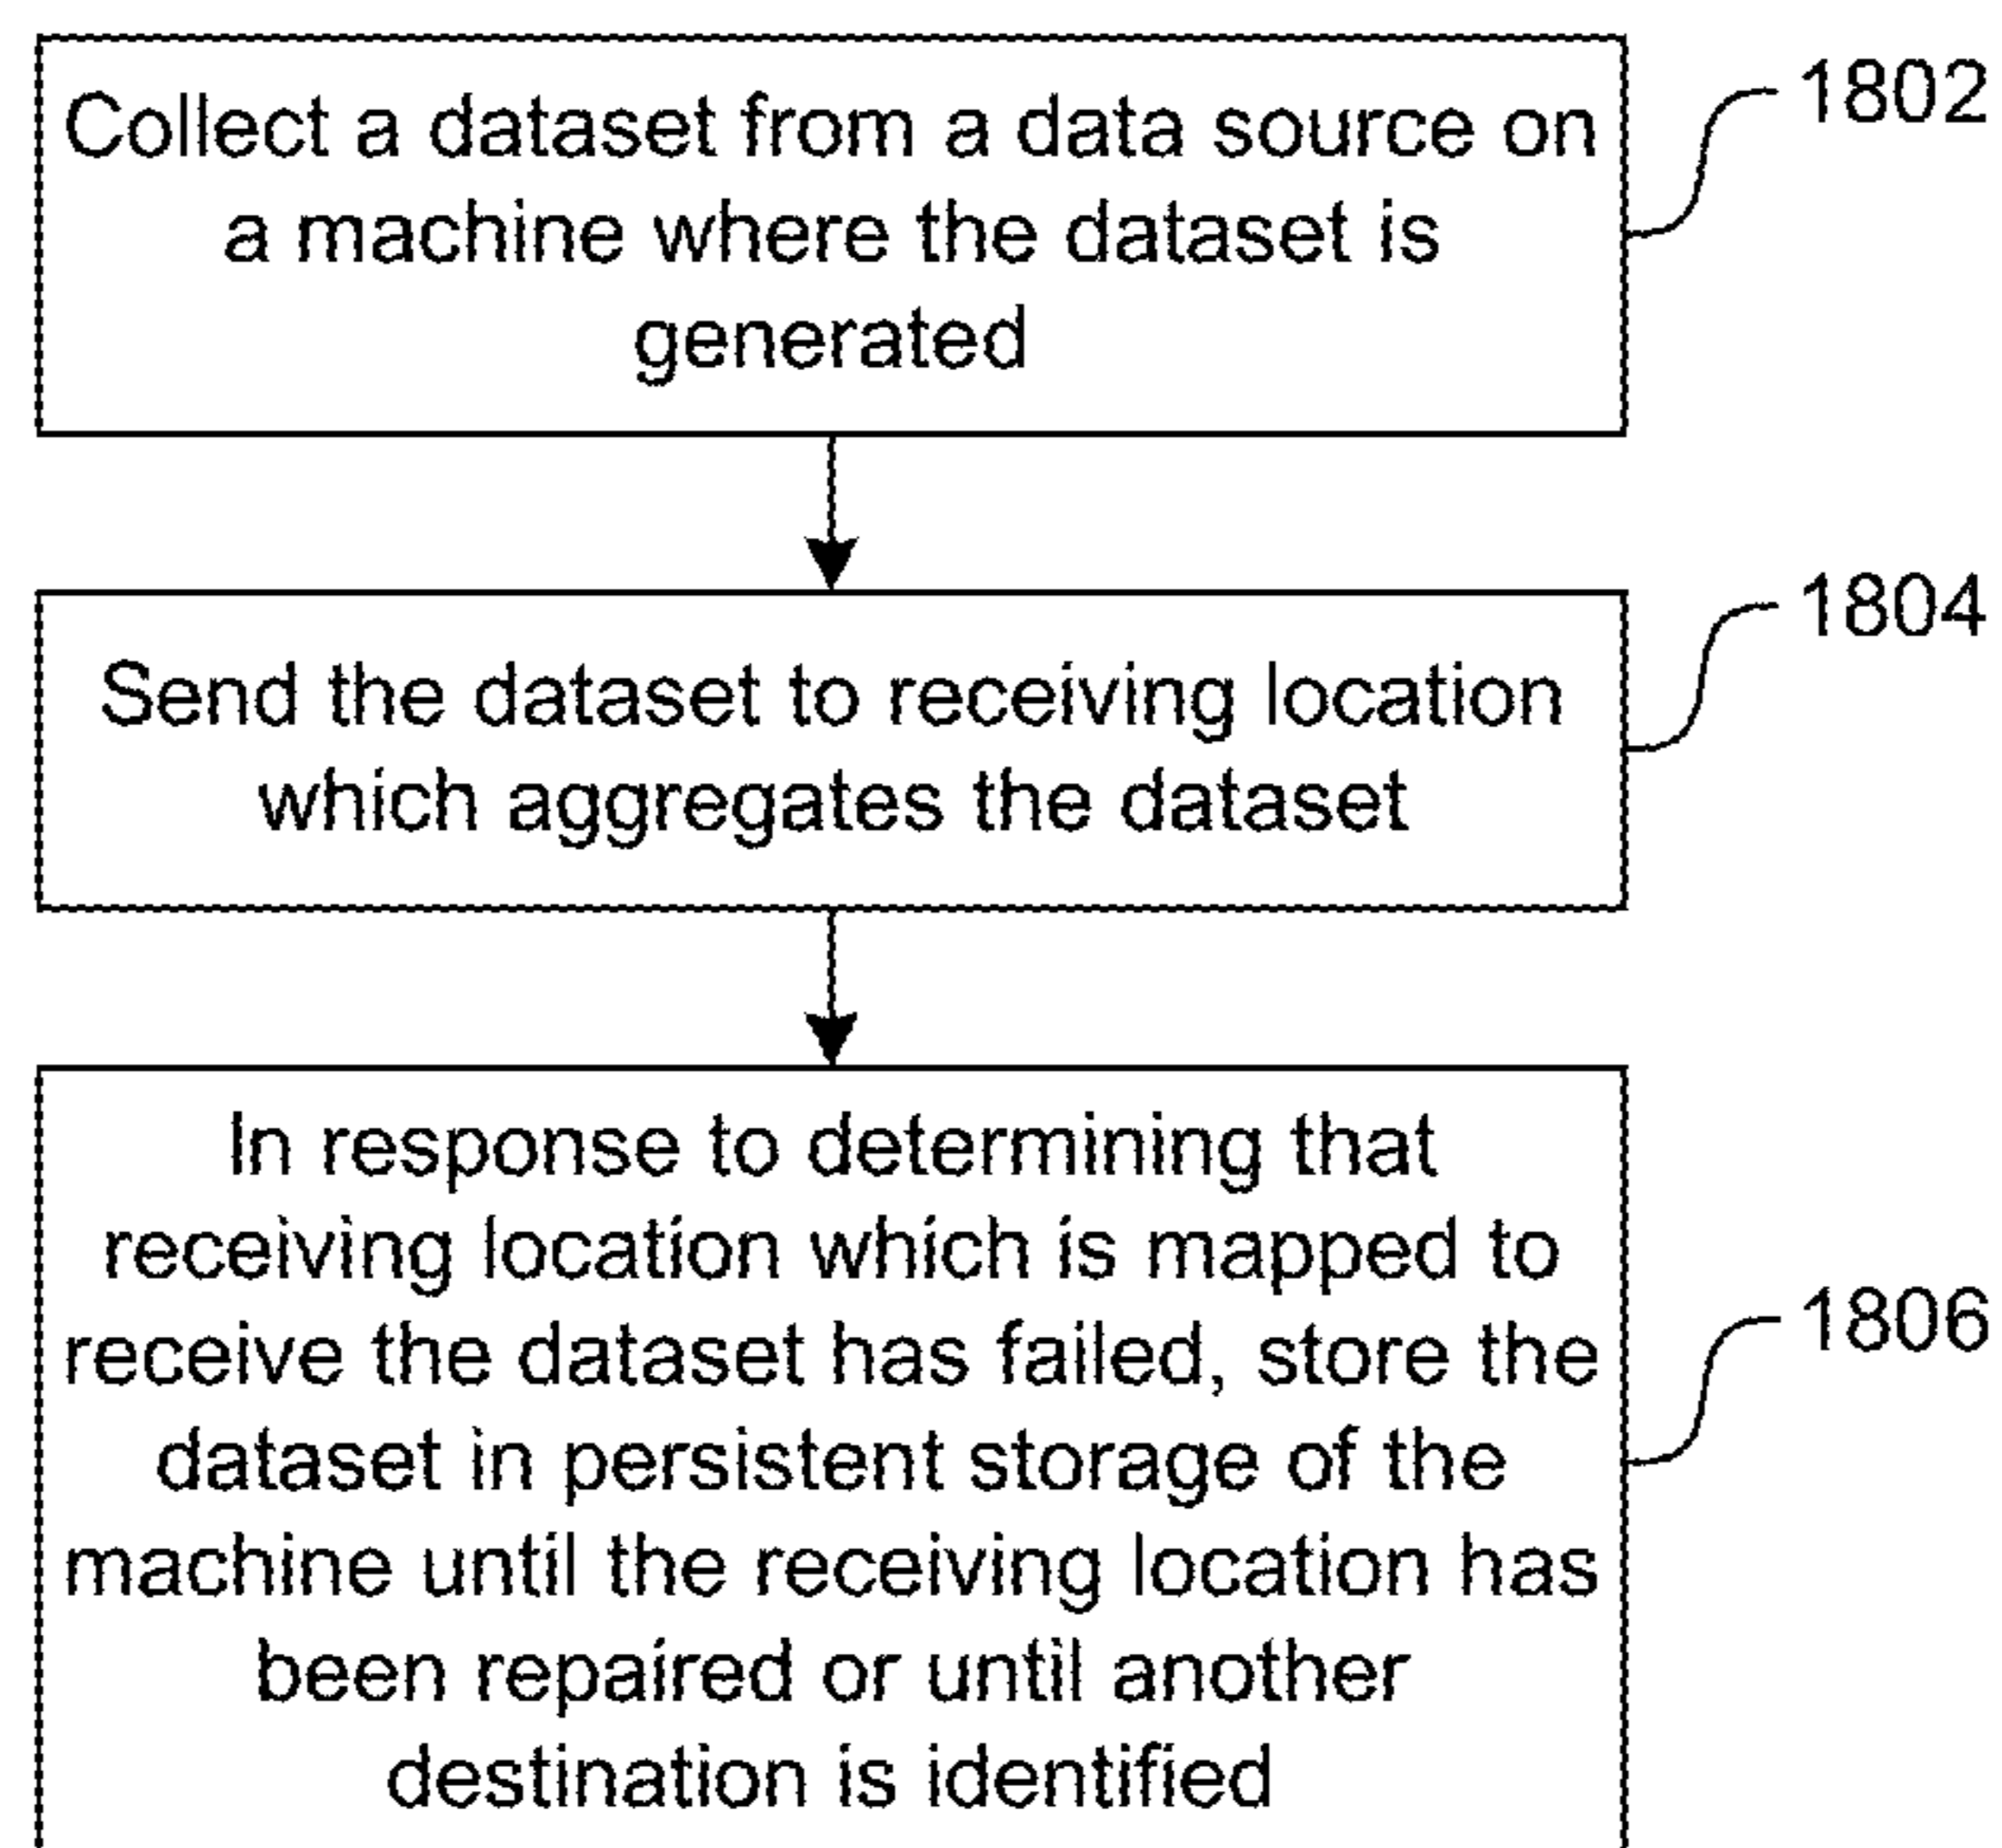 Collect a dataset from a data source on
a machine where the dataset is
generated
1802
Send the dataset to receiving location
which aggregates the dataset
1804
In response to determining that
receiving location which is mapped to
receive the dataset has failed, store the
dataset in persistent storage of the
machine until the receiving location has
been repaired or until another
destination is identified
1806